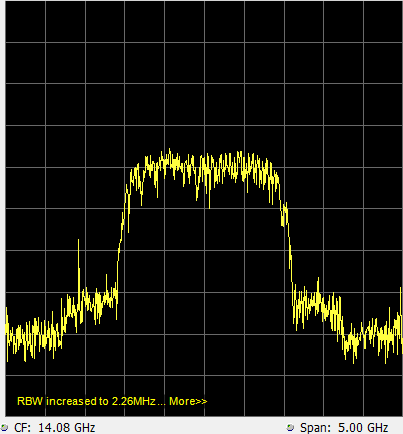 RBW increased to 2.26MHz... More>>
CF: 14.08 GHz
Span: 5.00 GHz